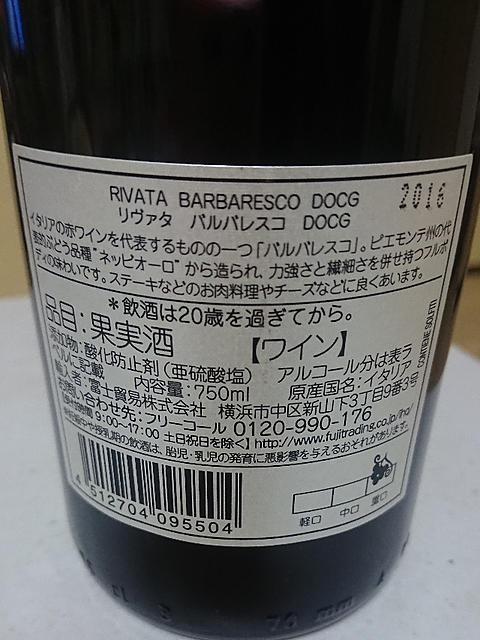 RIVATA BARBARESCO DOCG 2016
リヴァタ バルバレスコ DOCG
イタリアの赤ワインを代表するものの一つ「バルバレスコ」。ピエモンテ州の代
表的ぶどう品種"ネッビオーロ"から造られ、力強さと繊細さを併せ持つフルボ
ディの味わいです。ステーキなどのお肉料理やチーズなどに良くあいます。
*飲酒は20歳を過ぎてから。
品目:果実酒 【ワイン】
添加物:酸化防止剤(亜硫酸塩) アルコール分は表ラ
ベルに記載 内容量:750ml 原産国名:イタリア
輸入者:富士貿易株式会社 横浜市中区新山下3丁目9番3号
お問い合わせ先:フリーコール 0120-990-176
【受付時間 9:00~17:00 土日祝日を除く】http://www.fujitrading.co.jp/lhq/
妊娠中や授乳期の飲酒は、胎児・乳児の発育に悪影響を与えるおそれがあります。
CONTIENE SOLFITI
4 512704 095504
軽口 中口 重口
70 mm